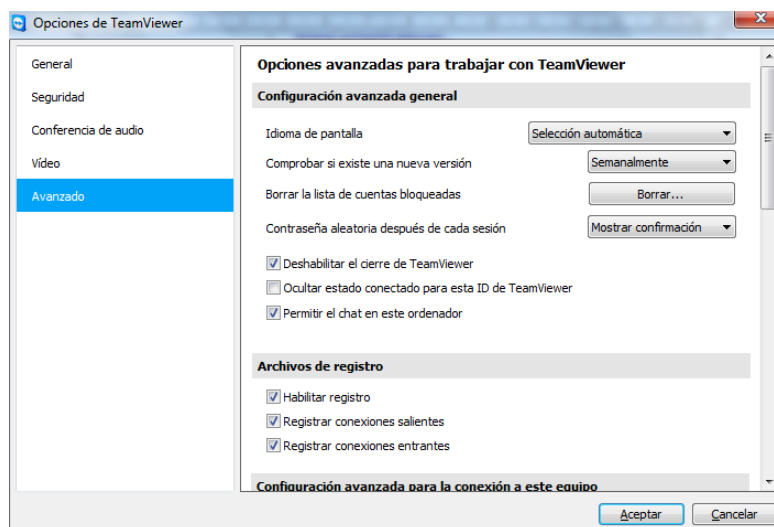 Opciones de TeamViewer
General
Seguridad
Conferencia de audio
Vídeo
Avanzado
Opciones avanzadas para trabajar con TeamViewer
Configuración avanzada general
Idioma de pantalla Selección automática
Comprobar si existe una nueva versión Semanalmente
Borrar la lista de cuentas bloqueadas Borrar...
Contraseña aleatoria después de cada sesión Mostrar confirmación
Deshabilitar el cierre de TeamViewer
Ocultar estado conectado para esta ID de TeamViewer
Permitir el chat en este ordenador
Archivos de registro
Habilitar registro
Registrar conexiones salientes
Registrar conexiones entrantes
Configuración avanzada para la conexión a este equipo
Aceptar Cancelar